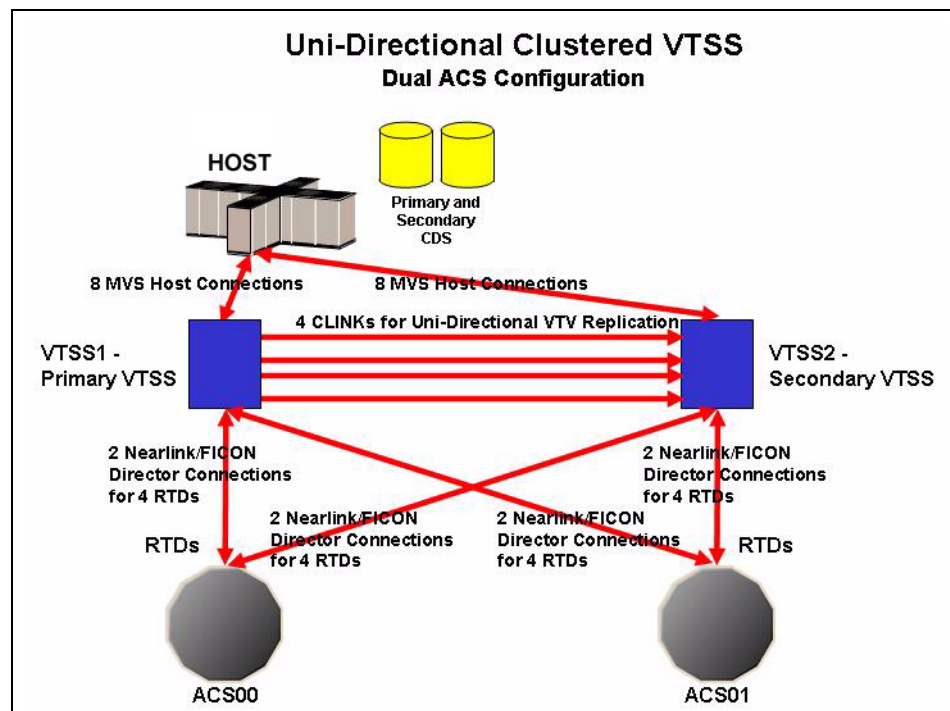 Uni-Directional Clustered VTSS
Dual ACS Configuration
HOST
Primary and
Secondary
CDS
8 MVS Host Connections
8 MVS Host Connections
4 CLINKs for Uni-Directional VTV Replication
VTSS1 -
Primary VTSS
VTSS2 -
Secondary VTSS
2 Nearlink/FICON
Director Connections
for 4 RTDs
2 Nearlink/FICON
Director Connections
for 4 RTDs
2 Nearlink/FICON
Director Connections
for 4 RTDs
2 Nearlink/FICON
Director Connections
for 4 RTDs
RTDs
RTDs
ACS00
ACS01